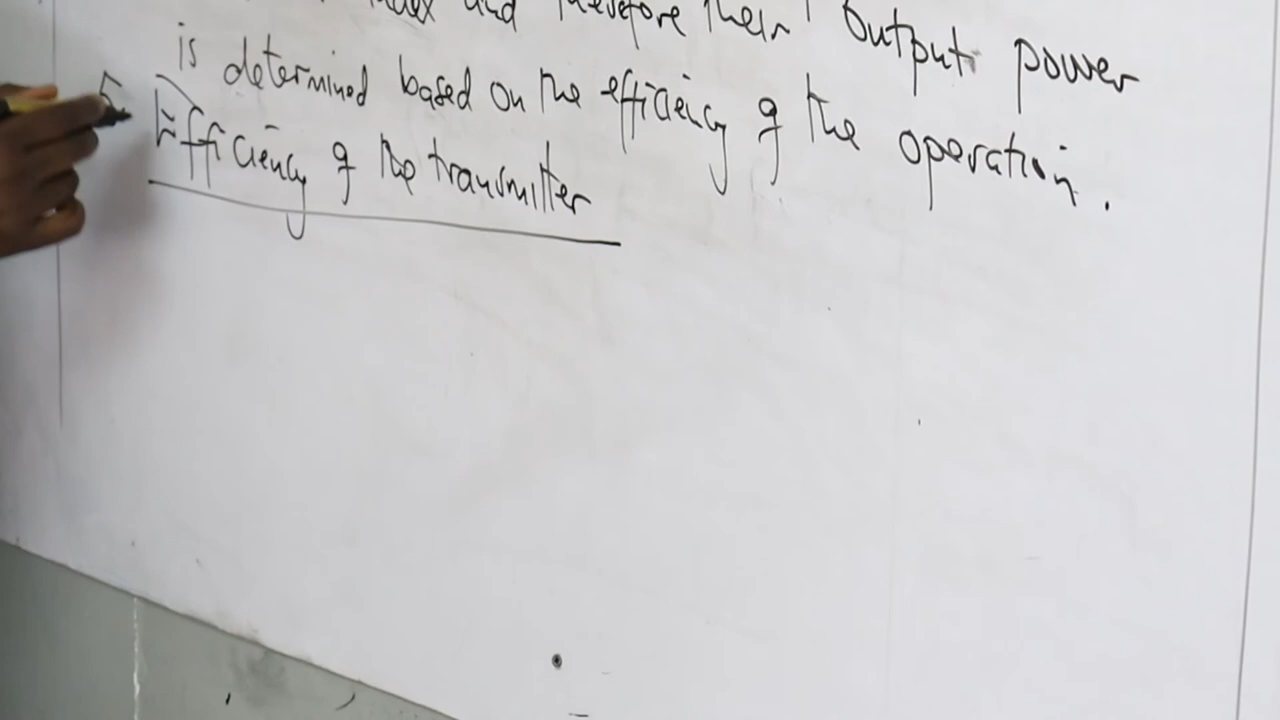 index and therefore their output power
is determined based on the efficiency of the operation.
5 Efficiency of the transmitter